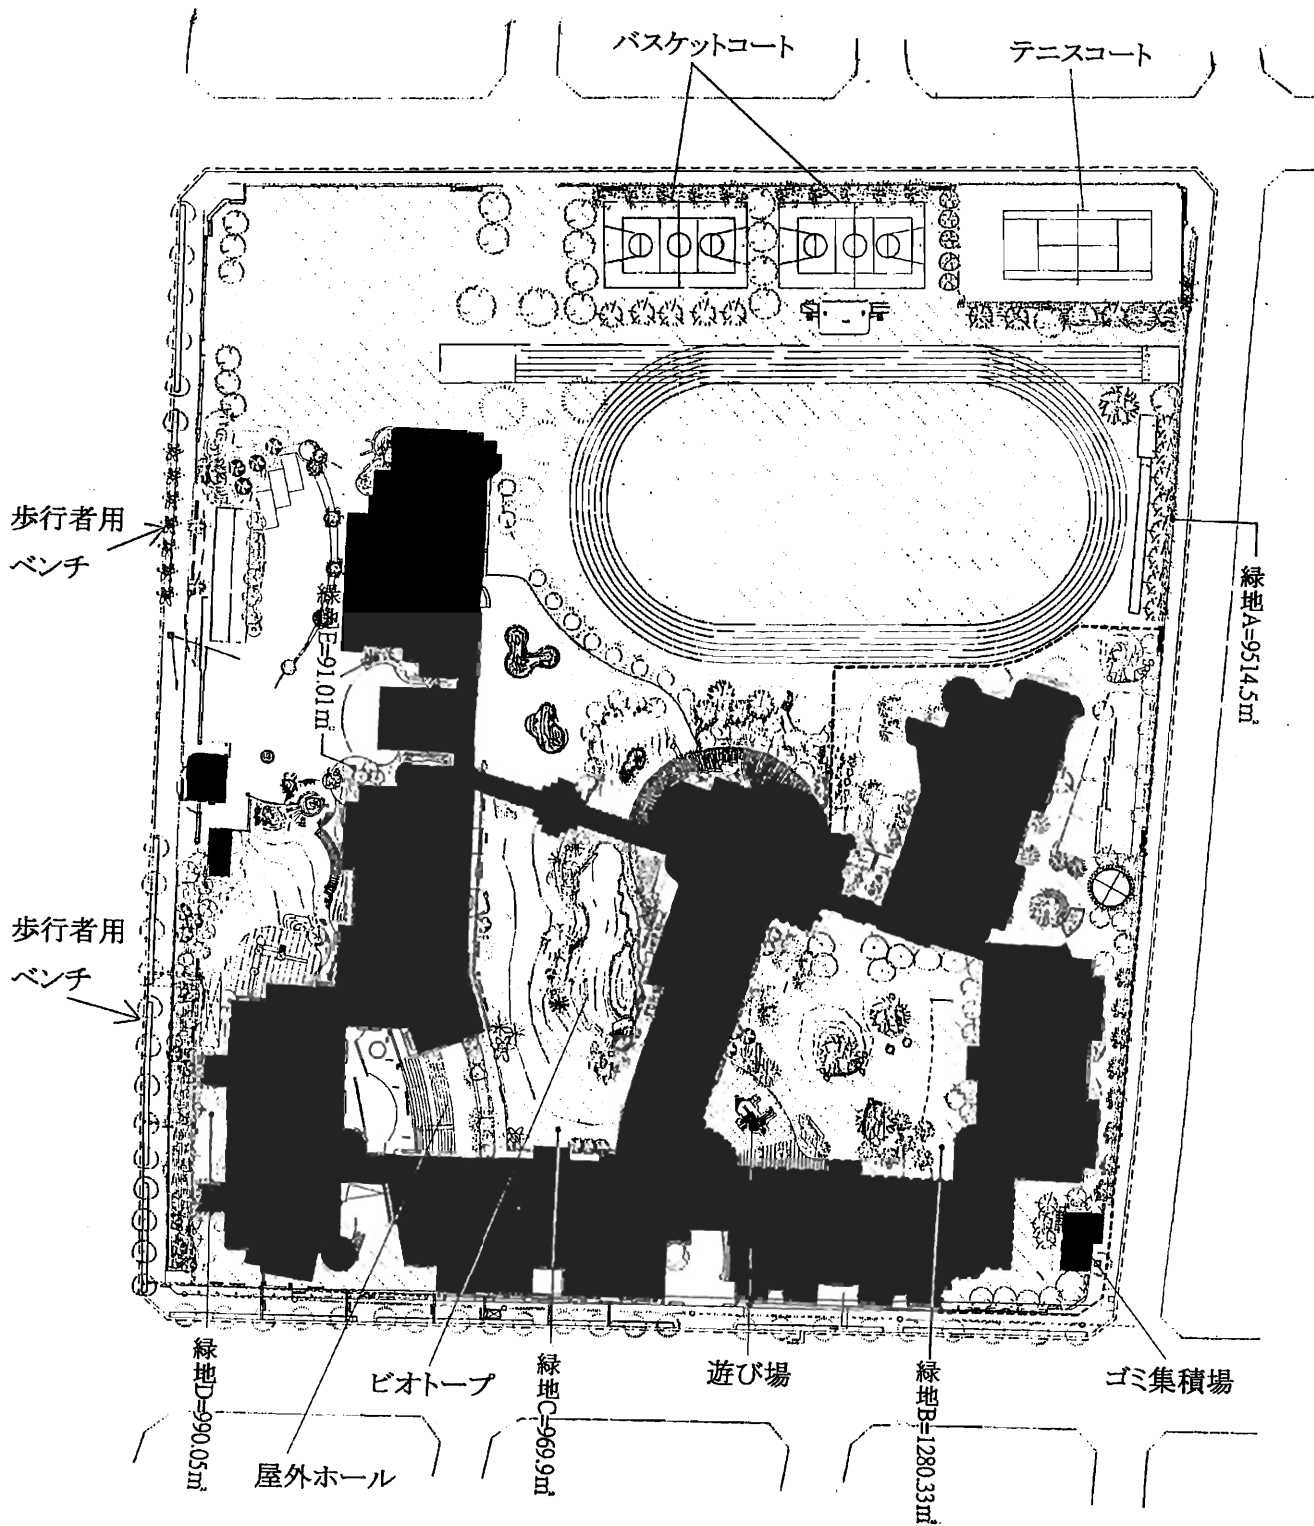 バスケットコート
テニスコート
歩行者用
ベンチ
緑地A=9514.5㎡
緑地E=91.01㎡
歩行者用
ベンチ
緑地D=990.05㎡
ビオトープ
屋外ホール
緑地C=969.9㎡
遊び場
緑地B=1280.33㎡
ゴミ集積場